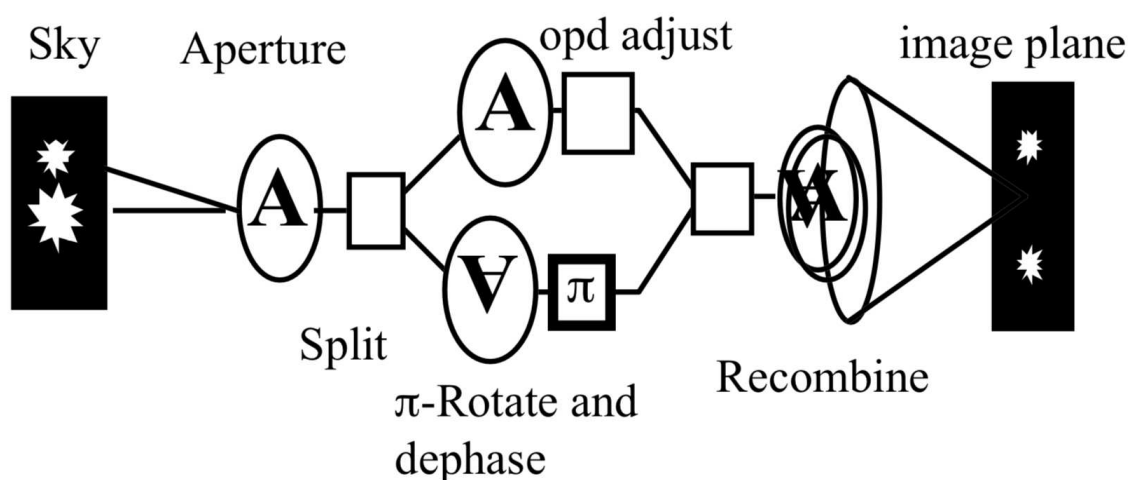 Sky
Aperture
opd adjust
image plane
A
A
∀
π
A
∀
Split
π-Rotate and
dephase
Recombine